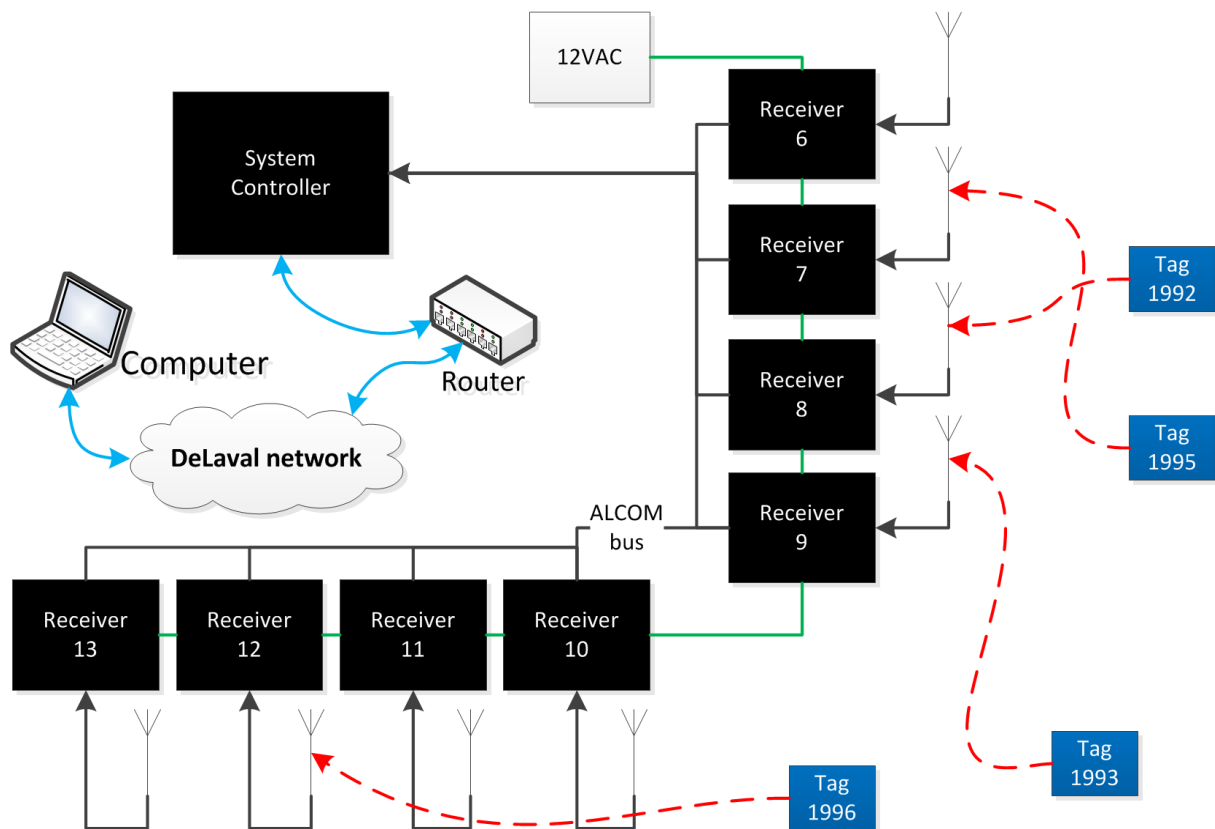 12VAC
Receiver
6
System
Controller
Receiver
7
Tag
1992
Computer
Router
Receiver
8
DeLaval network
Tag
1995
ALCOM
bus
Receiver
9
Receiver
13
Receiver
12
Receiver
11
Receiver
10
Tag
1993
Tag
1996